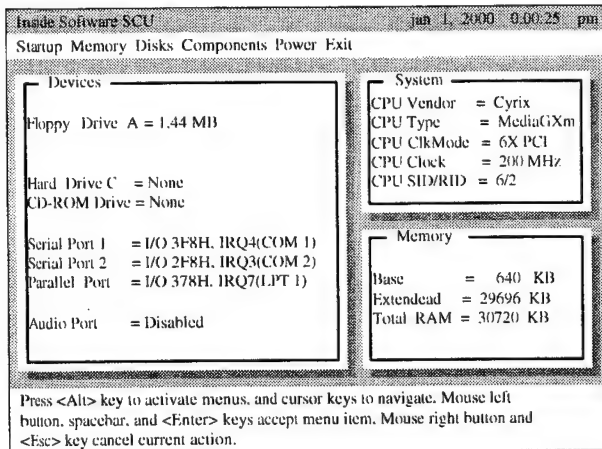 Inside Software SCU jan 1, 2000 0.00.25 pm
Startup Memory Disks Components Power Exit
Devices
Floppy Drive A = 1.44 MB
Hard Drive C = None
CD-ROM Drive = None
Serial Port 1 = I/O 3F8H, IRQ4(COM 1)
Serial Port 2 = I/O 2F8H, IRQ3(COM 2)
Parallel Port = I/O 378H, IRQ7(LPT 1)
Audio Port = Disabled
System
CPU Vendor = Cyrix
CPU Type = MediaGXm
CPU ClkMode = 6X PCI
CPU Clock = 200 MHz
CPU SID/RID = 6/2
Memory
Base = 640 KB
Extendead = 29696 KB
Total RAM = 30720 KB
Press <Alt> key to activate menus, and cursor keys to navigate. Mouse left
button, spacebar, and <Enter> keys accept menu item. Mouse right button and
<Esc> key cancel current action.